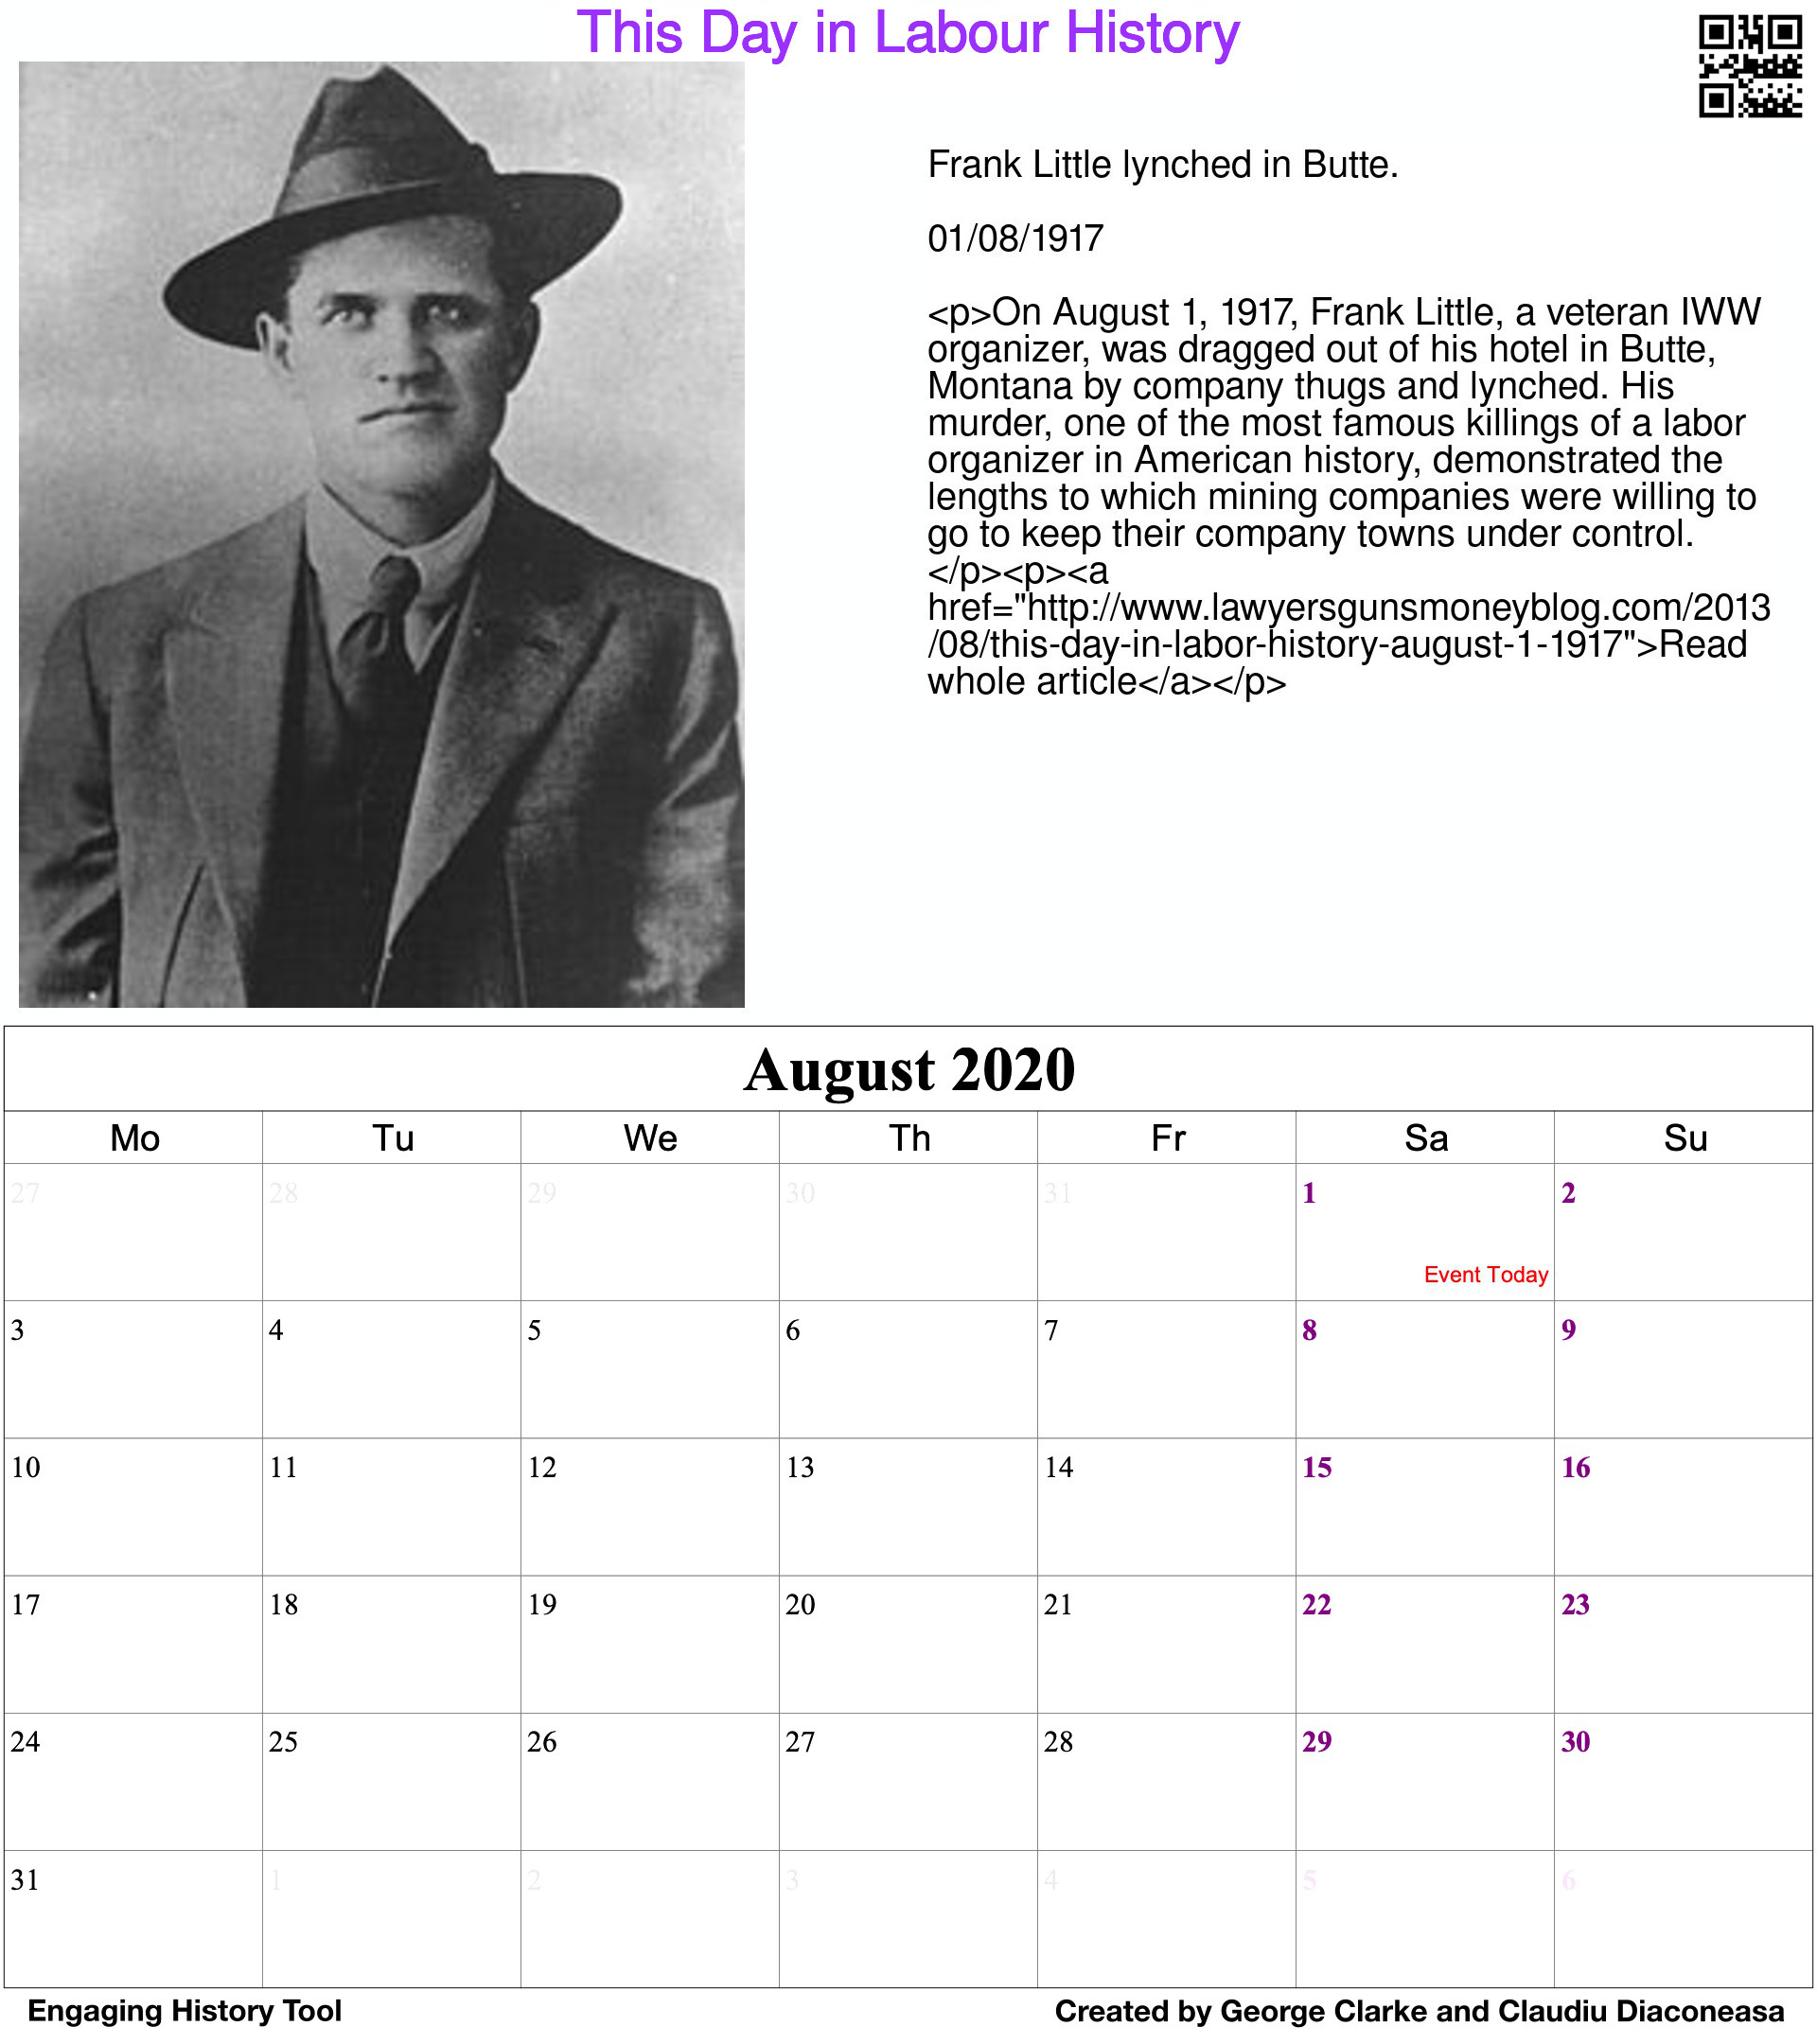 This Day in Labour History
Frank Little lynched in Butte.
01/08/1917
<p>On August 1, 1917, Frank Little, a veteran IWW
organizer, was dragged out of his hotel in Butte,
Montana by company thugs and lynched. His
murder, one of the most famous killings of a labor
organizer in American history, demonstrated the
lengths to which mining companies were willing to
go to keep their company towns under control.
</p><p><a
href="http://www.lawyersgunsmoneyblog.com/2013
/08/this-day-in-labor-history-august-1-1917">Read
whole article</a></p>
August 2020
Mo Tu We Th Fr Sa Su
27 28 29 30 31 1 2
Event Today
3 4 5 6 7 8 9
10 11 12 13 14 15 16
17 18 19 20 21 22 23
24 25 26 27 28 29 30
31 1 2 3 4 5 6
Engaging History Tool Created by George Clarke and Claudiu Diaconeasa